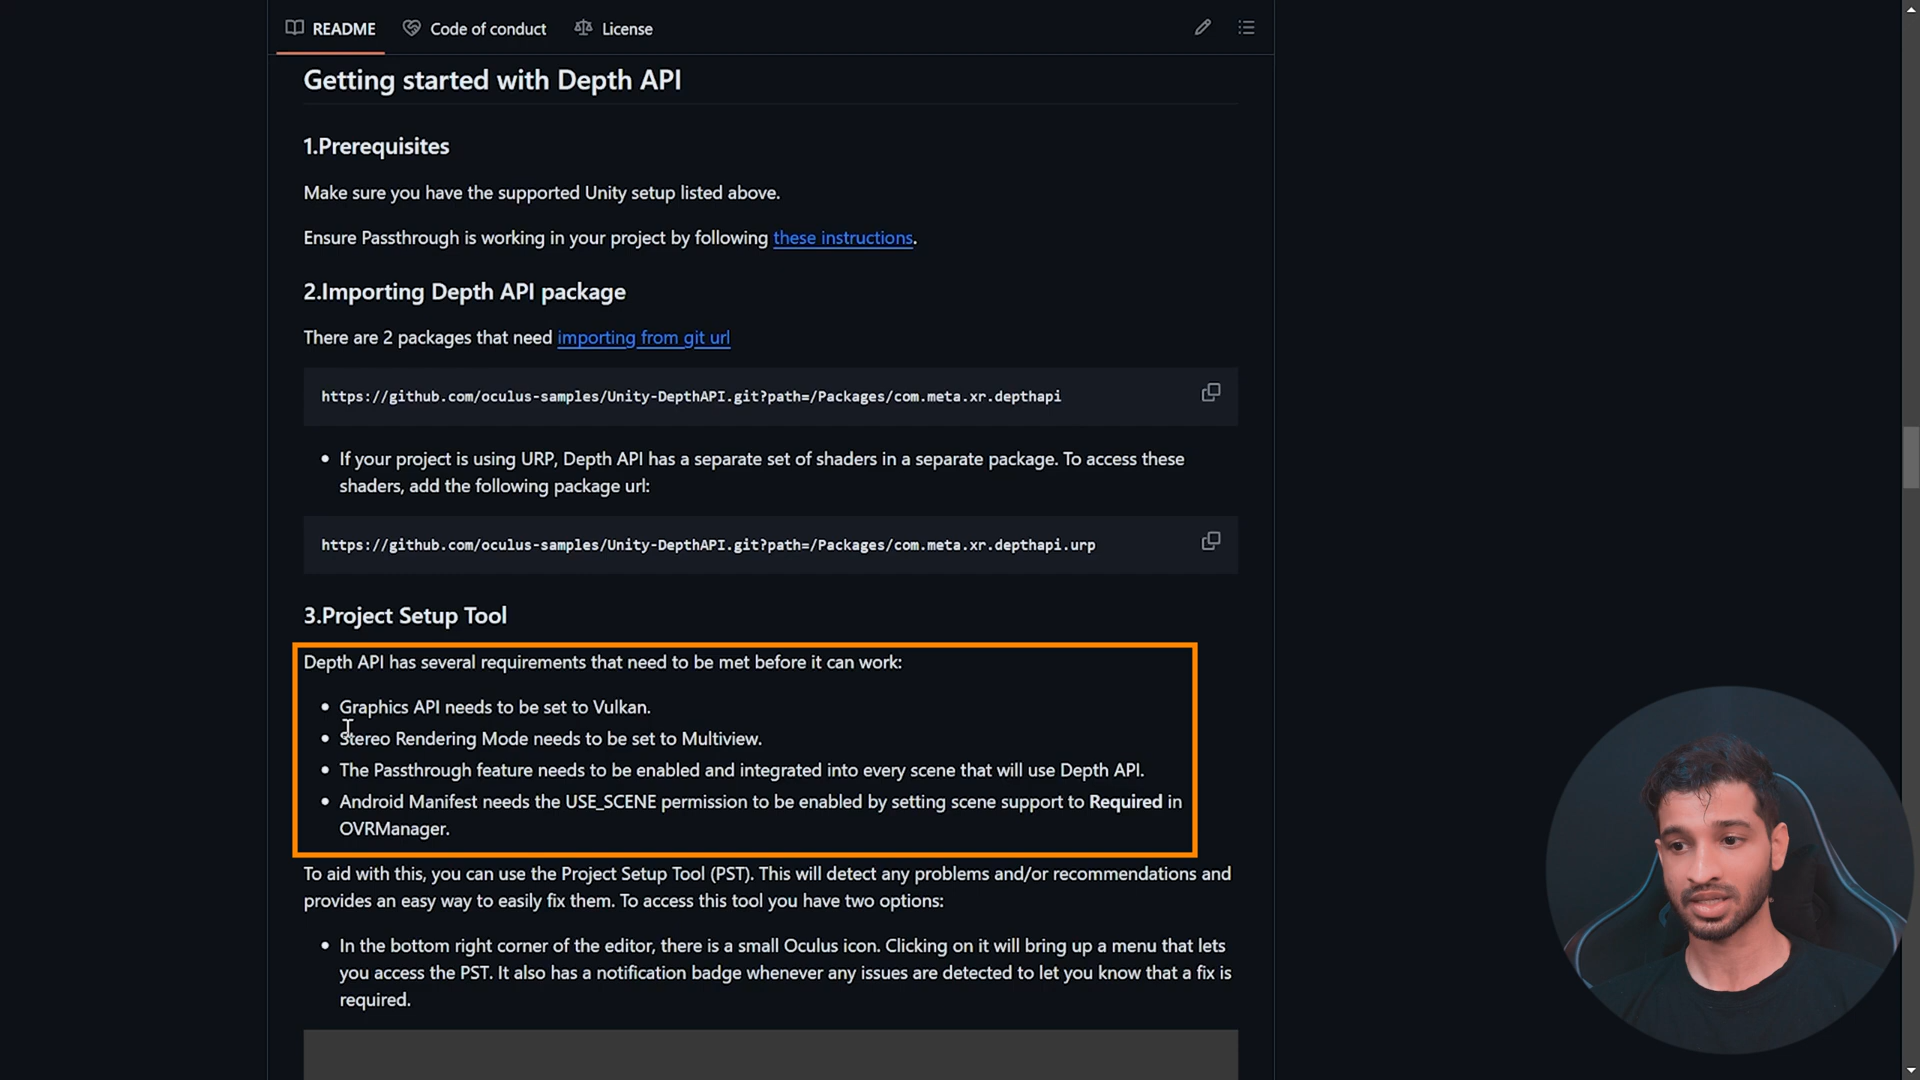 README
Code of conduct
License
Getting started with Depth API
1.Prerequisites
Make sure you have the supported Unity setup listed above.
Ensure Passthrough is working in your project by following these instructions.
2.Importing Depth API package
There are 2 packages that need importing from git url
https://github.com/oculus-samples/Unity-DepthAPI.git?path=/Packages/com.meta.xr.depthapi
• If your project is using URP, Depth API has a separate set of shaders in a separate package. To access these
shaders, add the following package url:
https://github.com/oculus-samples/Unity-DepthAPI.git?path=/Packages/com.meta.xr.depthapi.urp
3.Project Setup Tool
Depth API has several requirements that need to be met before it can work:
• Graphics API needs to be set to Vulkan.
• Stereo Rendering Mode needs to be set to Multiview.
• The Passthrough feature needs to be enabled and integrated into every scene that will use Depth API.
• Android Manifest needs the USE_SCENE permission to be enabled by setting scene support to Required in
OVRManager.
To aid with this, you can use the Project Setup Tool (PST). This will detect any problems and/or recommendations and
provides an easy way to easily fix them. To access this tool you have two options:
• In the bottom right corner of the editor, there is a small Oculus icon. Clicking on it will bring up a menu that lets
you access the PST. It also has a notification badge whenever any issues are detected to let you know that a fix is
required.